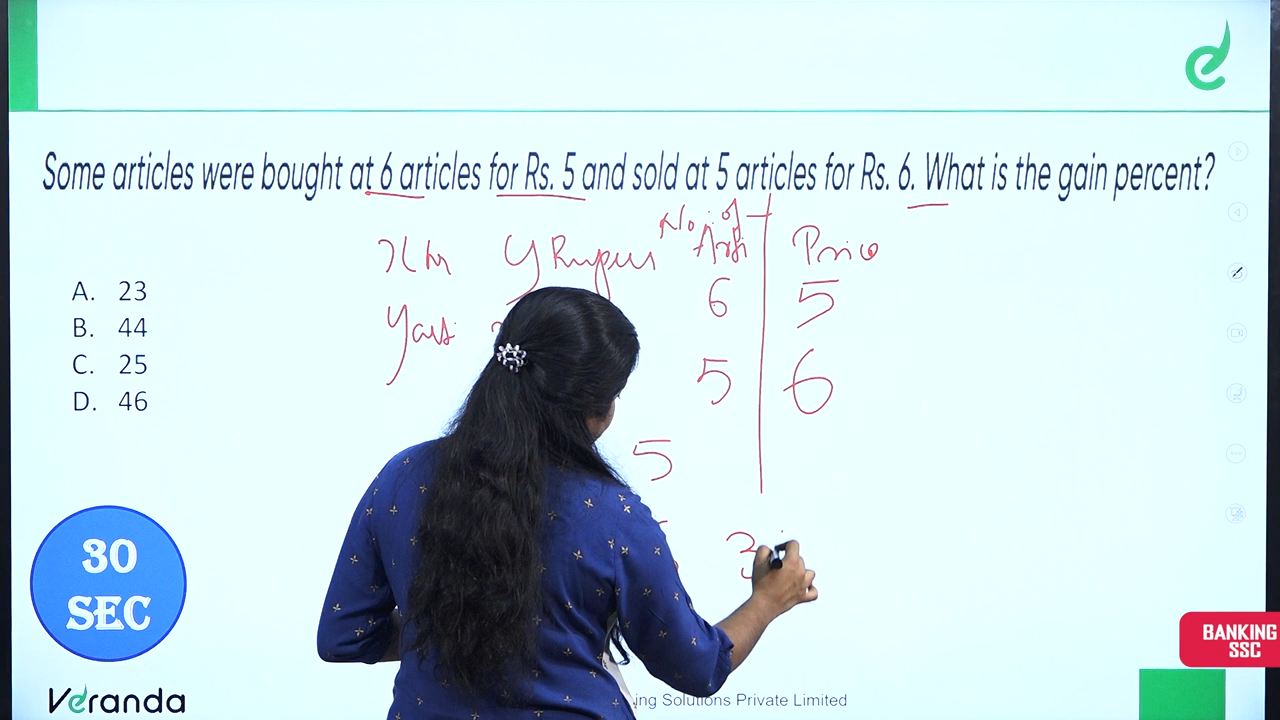 Some articles were bought at 6 articles for Rs. 5 and sold at 5 articles for Rs. 6. What is the gain percent?
No. of
Price
y Rupees
6 5
A. 23
B. 44
C. 25
D. 46
5 6
5
30
SEC
BANKING
SSC
Veranda
ing Solutions Private Limited